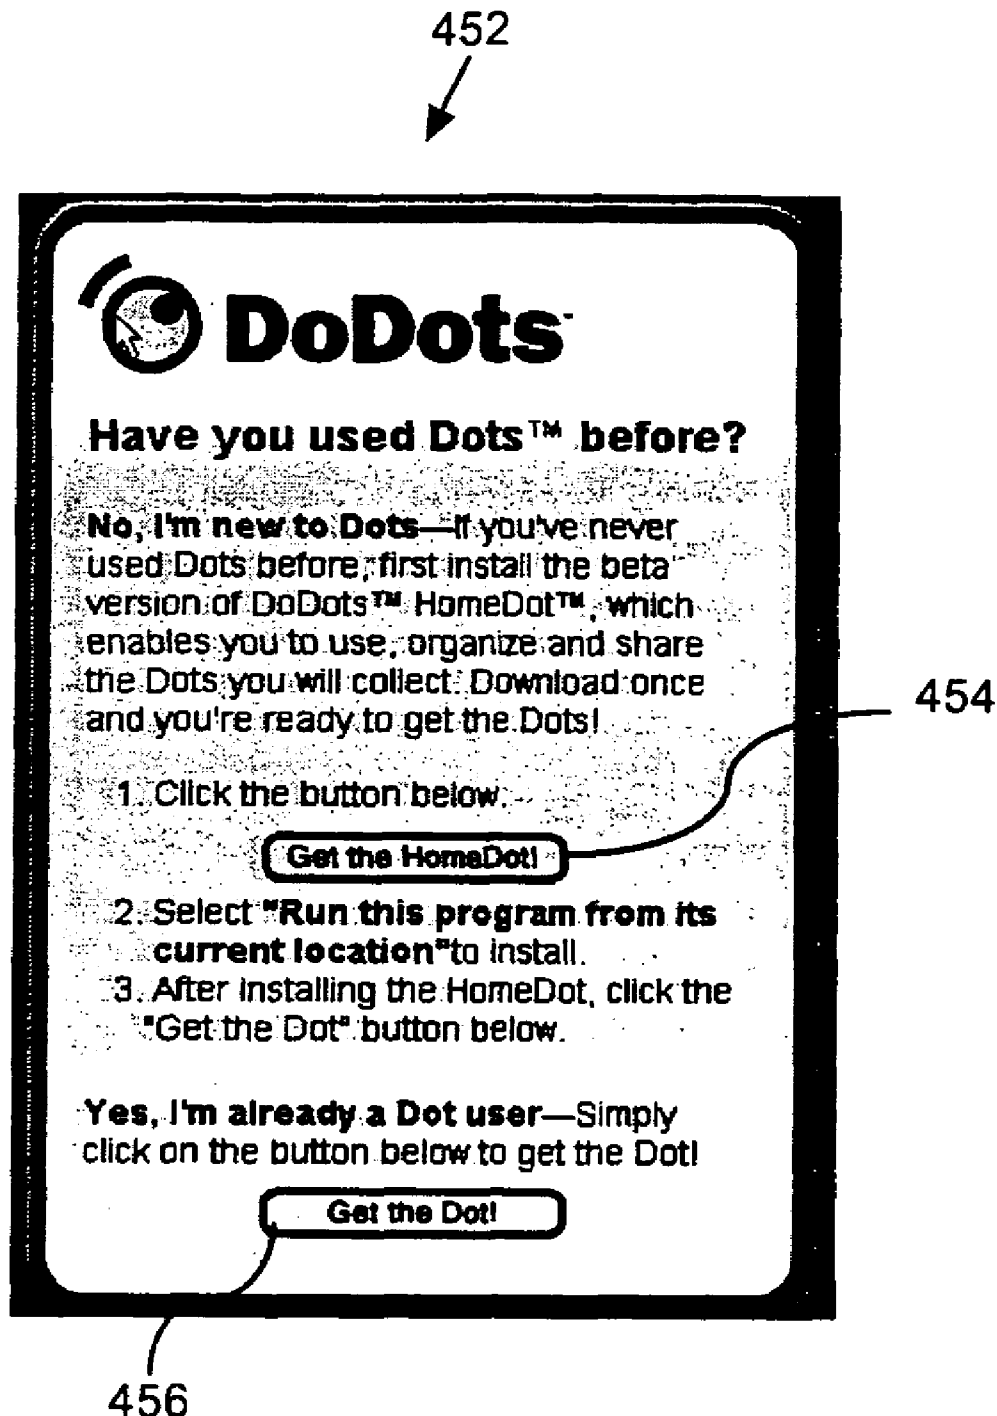 452
DoDots
Have you used Dots™ before?
No, I'm new to Dots—If you've never
used Dots before, first install the beta
version of DoDots™ HomeDot™, which
enables you to use, organize and share
the Dots you will collect. Download once
and you're ready to get the Dots!
454
1. Click the button below.
Get the HomeDot!
2. Select "Run this program from its
current location"to install.
3. After installing the HomeDot, click the
"Get the Dot" button below.
Yes, I'm already a Dot user—Simply
click on the button below to get the Dot!
Get the Dot!
456